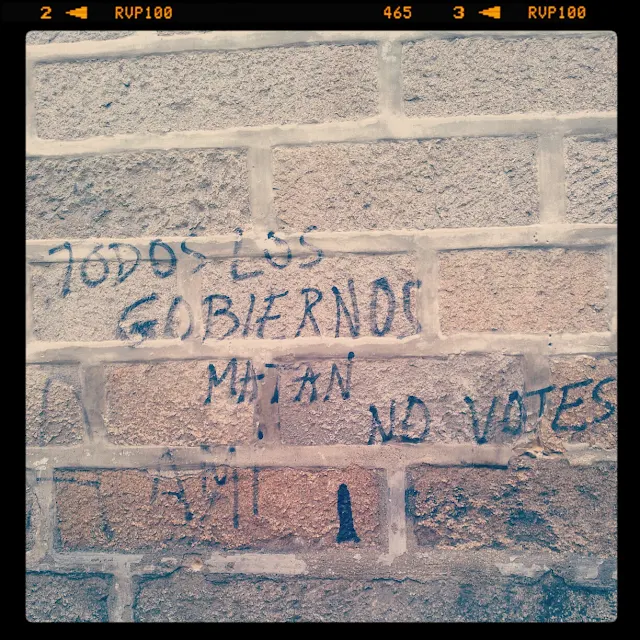 2 RVP100 465 3 RVP100
TODOS LOS
GOBIERNOS
MATAN
NO VOTES